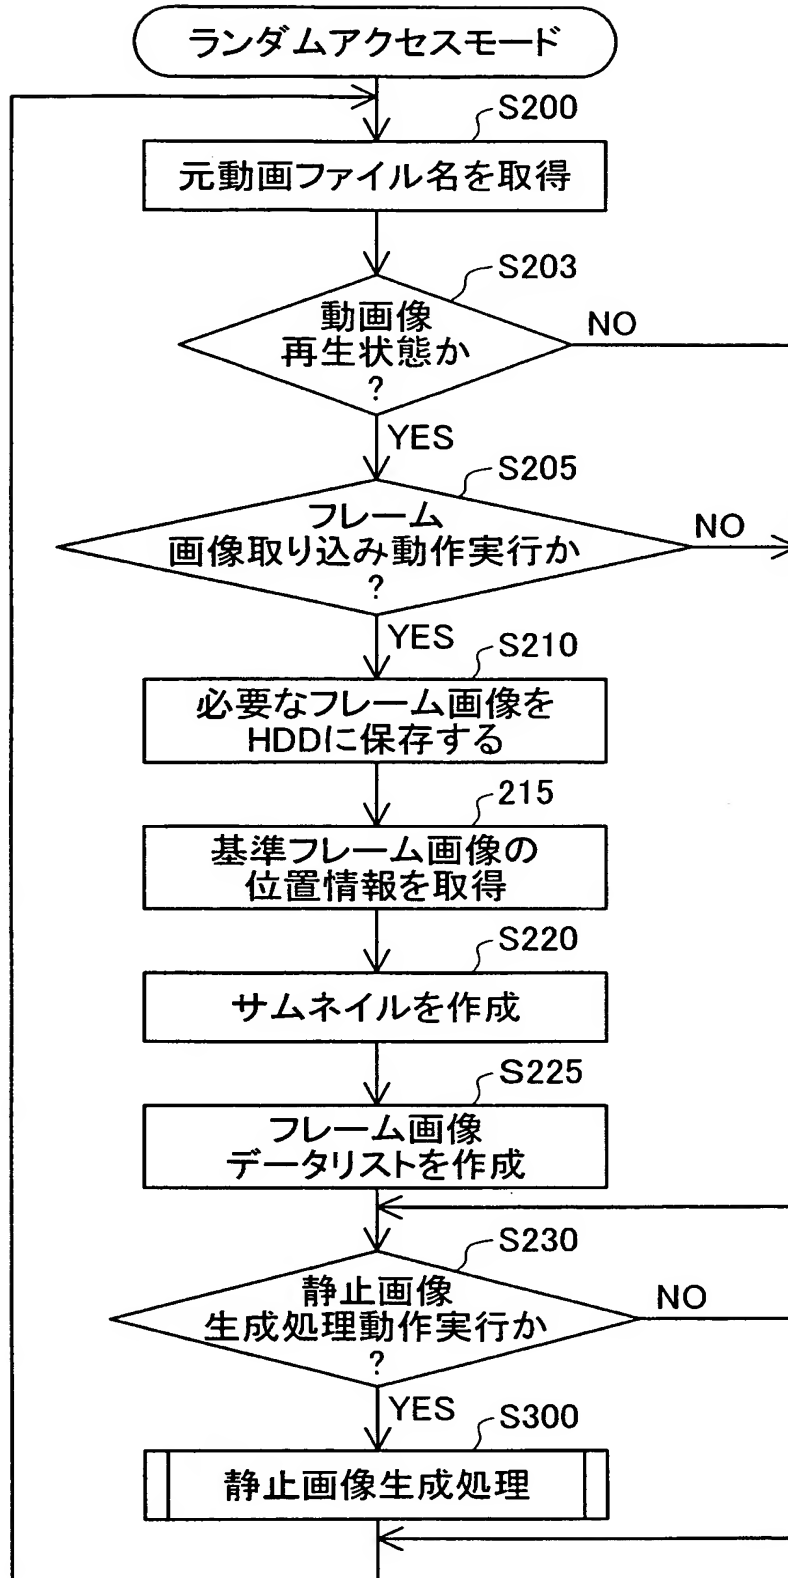 ランダムアクセスモード
S200
元動画ファイル名を取得
S203
動画像
再生状態か
?
NO
YES
S205
フレーム
画像取り込み動作実行か
?
NO
YES
S210
必要なフレーム画像を
HDDに保存する
215
基準フレーム画像の
位置情報を取得
S220
サムネイルを作成
S225
フレーム画像
データリストを作成
S230
静止画像
生成処理動作実行か
?
NO
YES
S300
静止画像生成処理